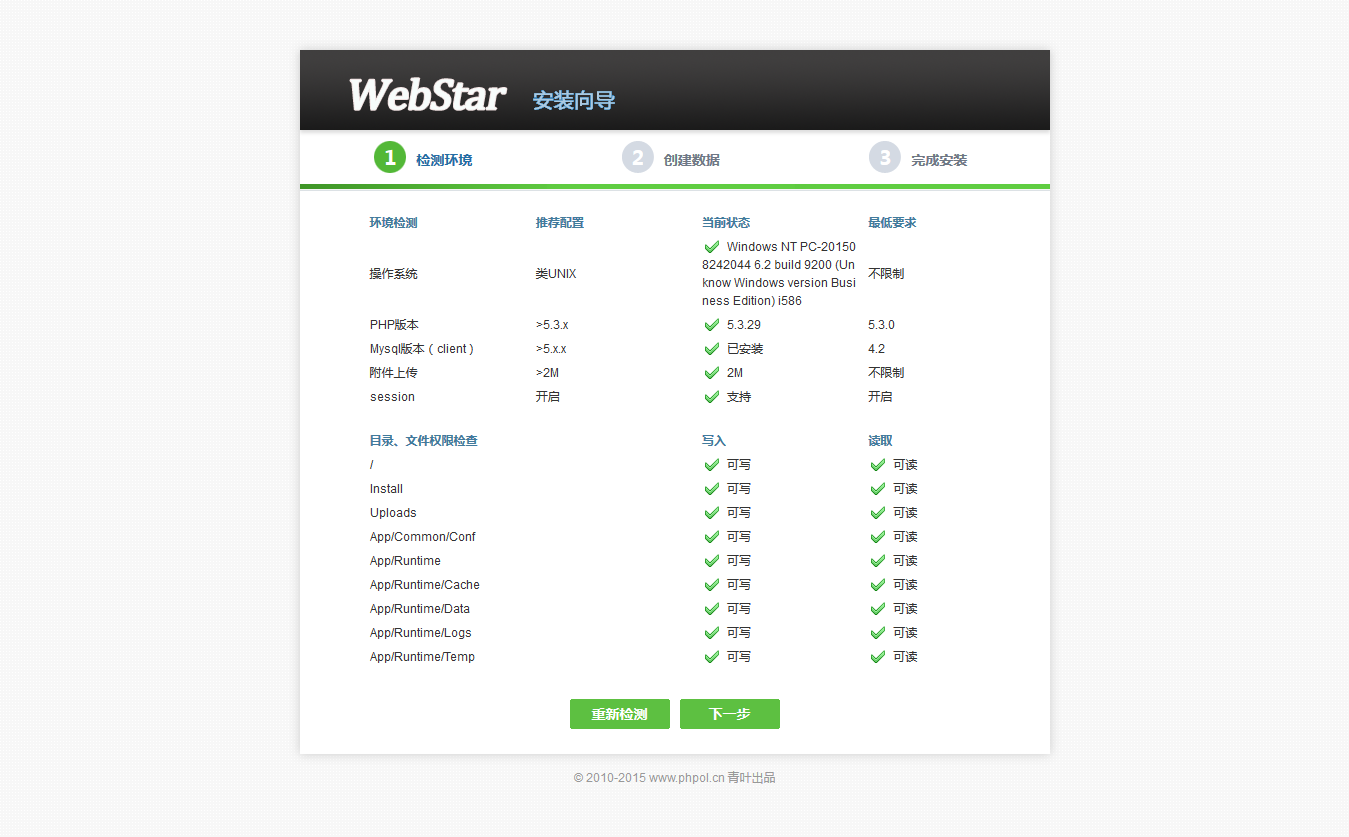 WebStar 安装向导
1 检测环境 2 创建数据 3 完成安装
环境检测 推荐配置 当前状态 最低要求
操作系统 类UNIX Windows NT PC-20150 不限制
8242044 6.2 build 9200 (Un
know Windows version Busi
ness Edition) i586
PHP版本 >5.3.x 5.3.29 5.3.0
Mysql版本（client） >5.x.x 已安装 4.2
附件上传 >2M 2M 不限制
session 开启 支持 开启
目录、文件权限检查 写入 读取
/ 可写 可读
Install 可写 可读
Uploads 可写 可读
App/Common/Conf 可写 可读
App/Runtime 可写 可读
App/Runtime/Cache 可写 可读
App/Runtime/Data 可写 可读
App/Runtime/Logs 可写 可读
App/Runtime/Temp 可写 可读
重新检测 下一步
© 2010-2015 www.phpol.cn 青叶出品